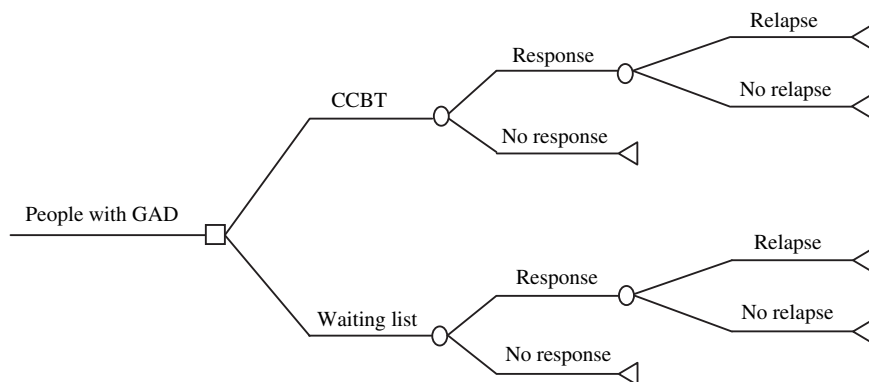 Relapse
Response
No relapse
CCBT
No response
People with GAD
Relapse
Response
No relapse
Waiting list
No response